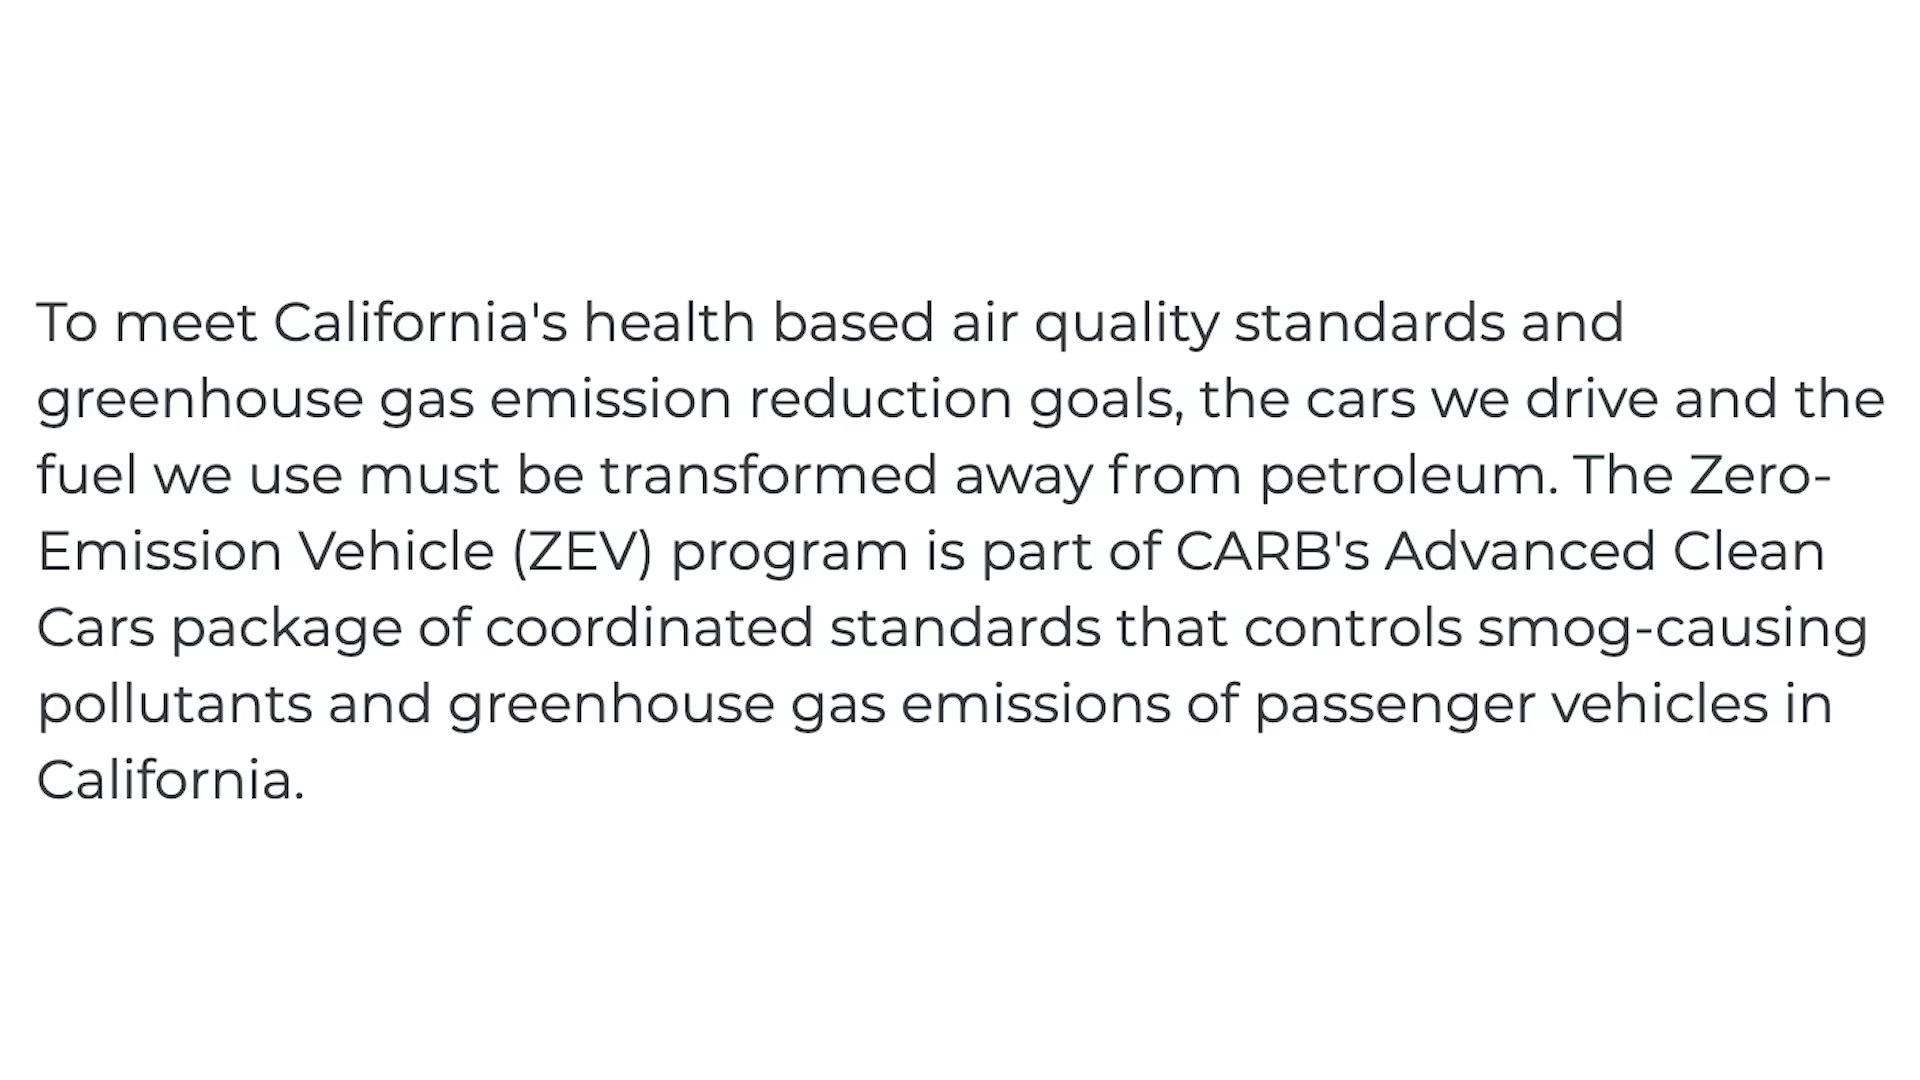 To meet California's health based air quality standards and
greenhouse gas emission reduction goals, the cars we drive and the
fuel we use must be transformed away from petroleum. The Zero-
Emission Vehicle (ZEV) program is part of CARB's Advanced Clean
Cars package of coordinated standards that controls smog-causing
pollutants and greenhouse gas emissions of passenger vehicles in
California.